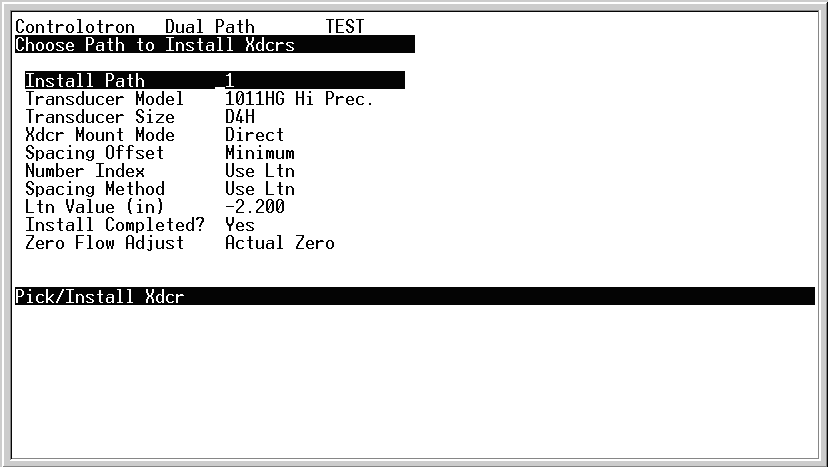 Controlotron Dual Path TEST
Choose Path to Install Xdcrs
Install Path 1
Transducer Model 1011HG Hi Prec.
Transducer Size D4H
Xdcr Mount Mode Direct
Spacing Offset Minimum
Number Index Use Ltn
Spacing Method Use Ltn
Ltn Value (in) -2.200
Install Completed? Yes
Zero Flow Adjust Actual Zero
Pick/Install Xdcr